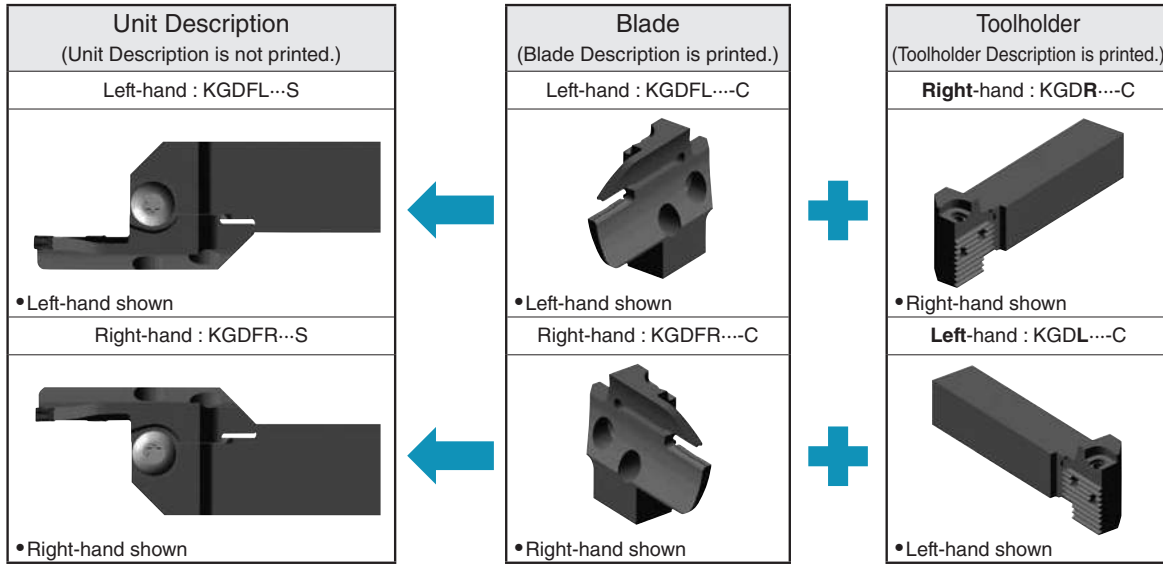 Unit Description
(Unit Description is not printed.)
Left-hand : KGDFL···S
•Left-hand shown
Right-hand : KGDFR···S
•Right-hand shown
Blade
(Blade Description is printed.)
Left-hand : KGDFL···-C
•Left-hand shown
Right-hand : KGDFR···-C
•Right-hand shown
Toolholder
(Toolholder Description is printed.)
Right-hand : KGDR···-C
•Right-hand shown
Left-hand : KGDL···-C
•Left-hand shown